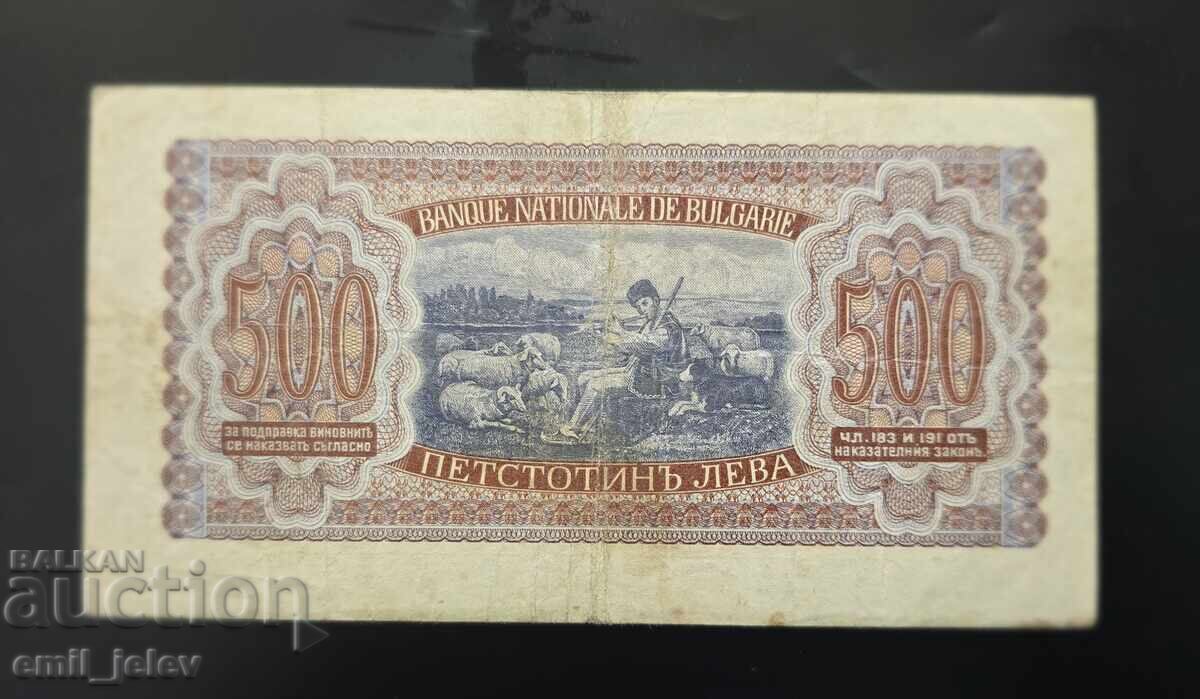 BANQUE NATIONALE DE BULGARIE
500
500
ЗА ПОДПРАВКА ВИНОВНИТѢ
СЕ НАКАЗВАТЪ СЪГЛАСНО
ЧЛ. 183 И 191 ОТЪ
НАКАЗАТЕЛНИЯ ЗАКОНЪ.
ПЕТСТОТИНЪ ЛЕВА
BALKAN
auction
emil_jelev